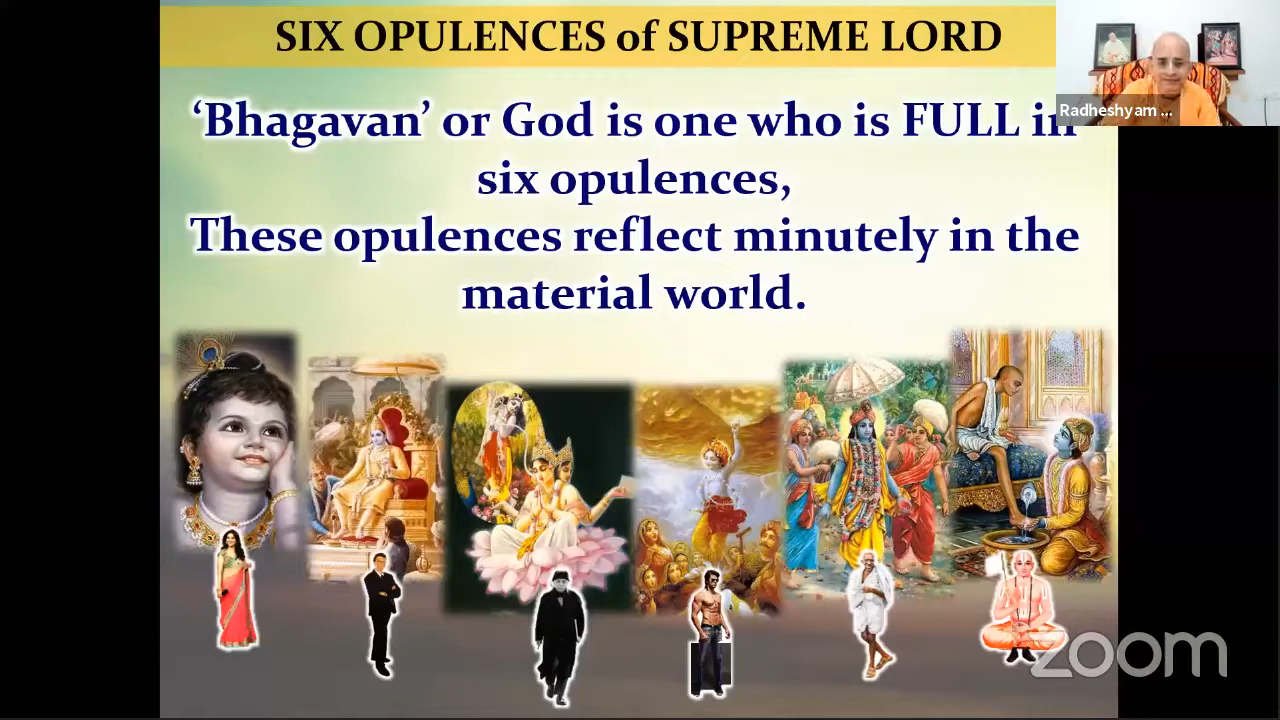 SIX OPULENCES of SUPREME LORD
‘Bhagavan’ or God is one who is FULL in
six opulences,
These opulences reflect minutely in the
material world.
Radheshyam ...
zoom